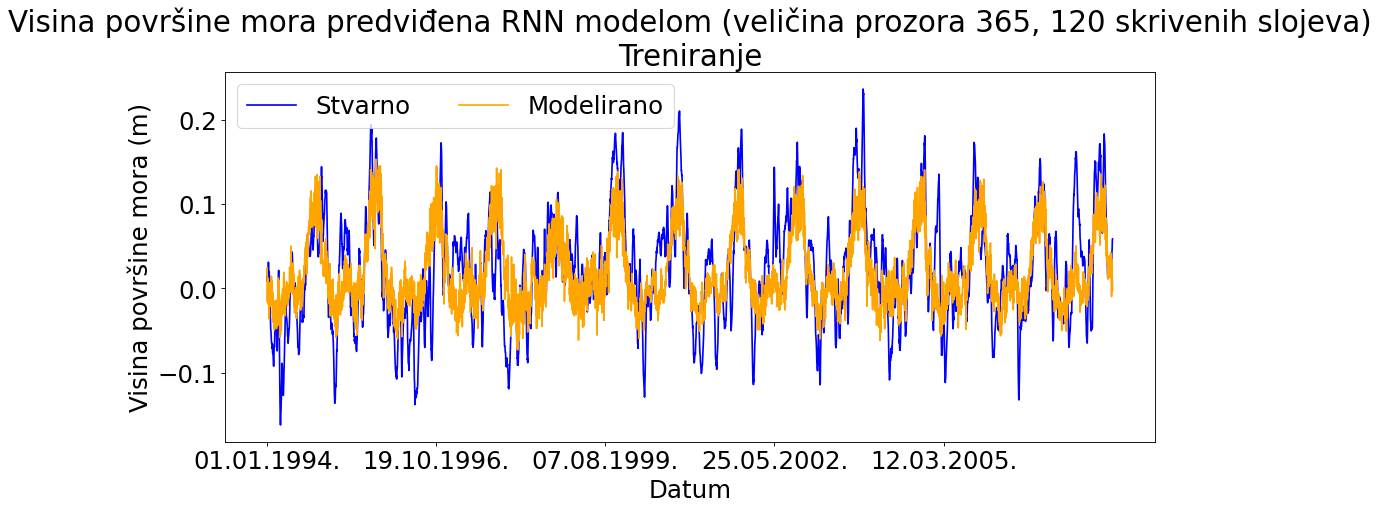 Visina površine mora predviđena RNN modelom (veličina prozora 365, 120 skrivenih slojeva)
Treniranje
Stvarno Modelirano
Visina površine mora (m)
0.2
0.1
0.0
−0.1
01.01.1994. 19.10.1996. 07.08.1999. 25.05.2002. 12.03.2005.
Datum